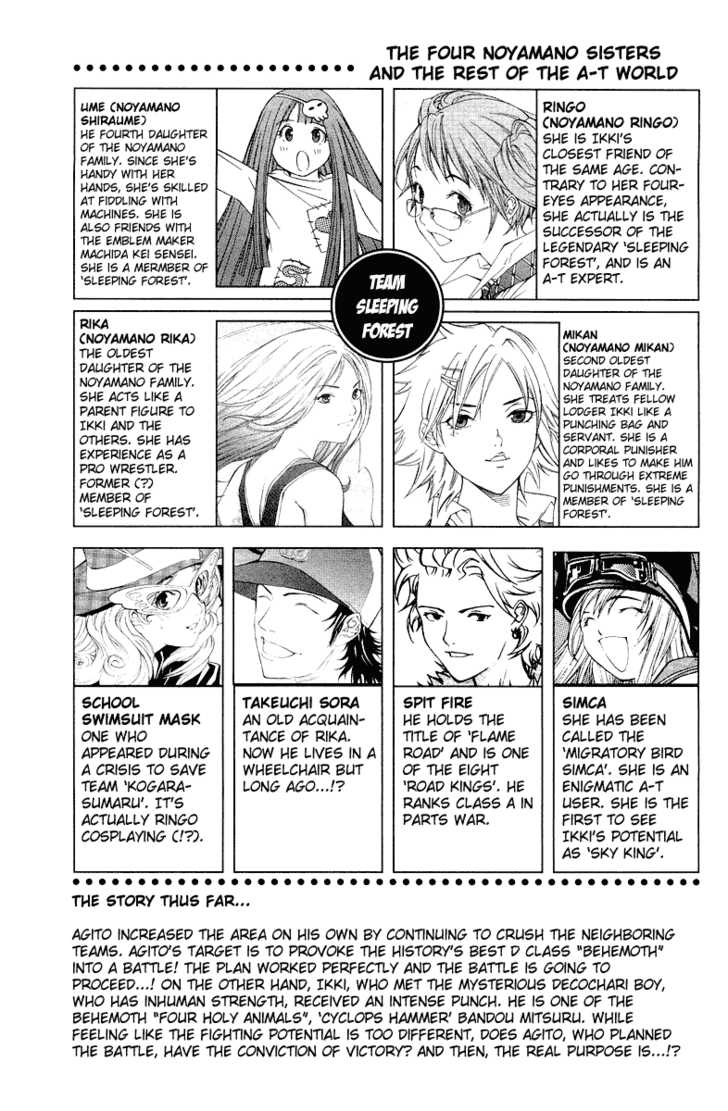 THE FOUR NOYAMANO SISTERS
AND THE REST OF THE A-T WORLD
UME (NOYAMANO
SHIRAUME)
HE FOURTH DAUGHTER
OF THE NOYAMANO
FAMILY. SINCE SHE'S
HANDY WITH HER
HANDS, SHE'S SKILLED
AT FIDDLING WITH
MACHINES. SHE IS
ALSO FRIENDS WITH
THE EMBLEM MAKER
MACHIDA KEI SENSEI.
SHE IS A MERMBER OF
'SLEEPING FOREST'.
RINGO
(NOYAMANO RINGO)
SHE IS IKKI'S
CLOSEST FRIEND OF
THE SAME AGE. CON-
TRARY TO HER FOUR-
EYES APPEARANCE,
SHE ACTUALLY IS THE
SUCCESSOR OF THE
LEGENDARY 'SLEEPING
FOREST', AND IS AN
A-T EXPERT.
TEAM
SLEEPING
FOREST
RIKA
(NOYAMANO RIKA)
THE OLDEST
DAUGHTER OF THE
NOYAMANO FAMILY.
SHE ACTS LIKE A
PARENT FIGURE TO
IKKI AND THE
OTHERS. SHE HAS
EXPERIENCE AS A
PRO WRESTLER.
FORMER (?)
MEMBER OF
'SLEEPING FOREST'.
MIKAN
(NOYAMANO MIKAN)
SECOND OLDEST
DAUGHTER OF THE
NOYAMANO FAMILY.
SHE TREATS FELLOW
LODGER IKKI LIKE A
PUNCHING BAG AND
SERVANT. SHE IS A
CORPORAL PUNISHER
AND LIKES TO MAKE HIM
GO THROUGH EXTREME
PUNISHMENTS. SHE IS A
MEMBER OF 'SLEEPING
FOREST'.
SCHOOL
SWIMSUIT MASK
ONE WHO
APPEARED DURING
A CRISIS TO SAVE
TEAM 'KOGARA-
SUMARU'. IT'S
ACTUALLY RINGO
COSPLAYING (!?).
TAKEUCHI SORA
AN OLD ACQUAIN-
TANCE OF RIKA.
NOW HE LIVES IN A
WHEELCHAIR BUT
LONG AGO...!?
SPIT FIRE
HE HOLDS THE
TITLE OF 'FLAME
ROAD' AND IS ONE
OF THE EIGHT
'ROAD KINGS'. HE
RANKS CLASS A IN
PARTS WAR.
SIMCA
SHE HAS BEEN
CALLED THE
'MIGRATORY BIRD
SIMCA'. SHE IS AN
ENIGMATIC A-T
USER. SHE IS THE
FIRST TO SEE
IKKI'S POTENTIAL
AS 'SKY KING'.
THE STORY THUS FAR...
AGITO INCREASED THE AREA ON HIS OWN BY CONTINUING TO CRUSH THE NEIGHBORING
TEAMS. AGITO'S TARGET IS TO PROVOKE THE HISTORY'S BEST D CLASS "BEHEMOTH"
INTO A BATTLE! THE PLAN WORKED PERFECTLY AND THE BATTLE IS GOING TO
PROCEED...! ON THE OTHER HAND, IKKI, WHO MET THE MYSTERIOUS DECOCHARI BOY,
WHO HAS INHUMAN STRENGTH, RECEIVED AN INTENSE PUNCH. HE IS ONE OF THE
BEHEMOTH "FOUR HOLY ANIMALS", 'CYCLOPS HAMMER' BANDOU MITSURU. WHILE
FEELING LIKE THE FIGHTING POTENTIAL IS TOO DIFFERENT, DOES AGITO, WHO PLANNED
THE BATTLE, HAVE THE CONVICTION OF VICTORY? AND THEN, THE REAL PURPOSE IS...!?